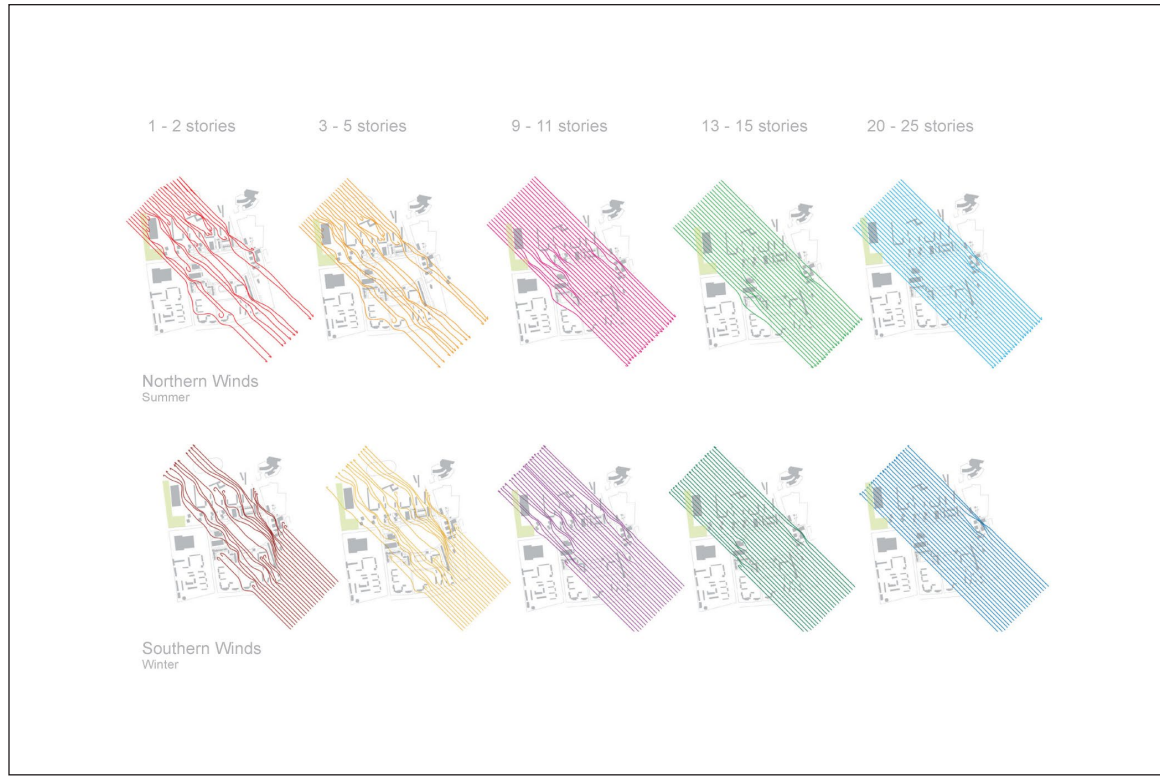 1 - 2 stories
3 - 5 stories
9 - 11 stories
13 - 15 stories
20 - 25 stories
Northern Winds
Summer
Southern Winds
Winter